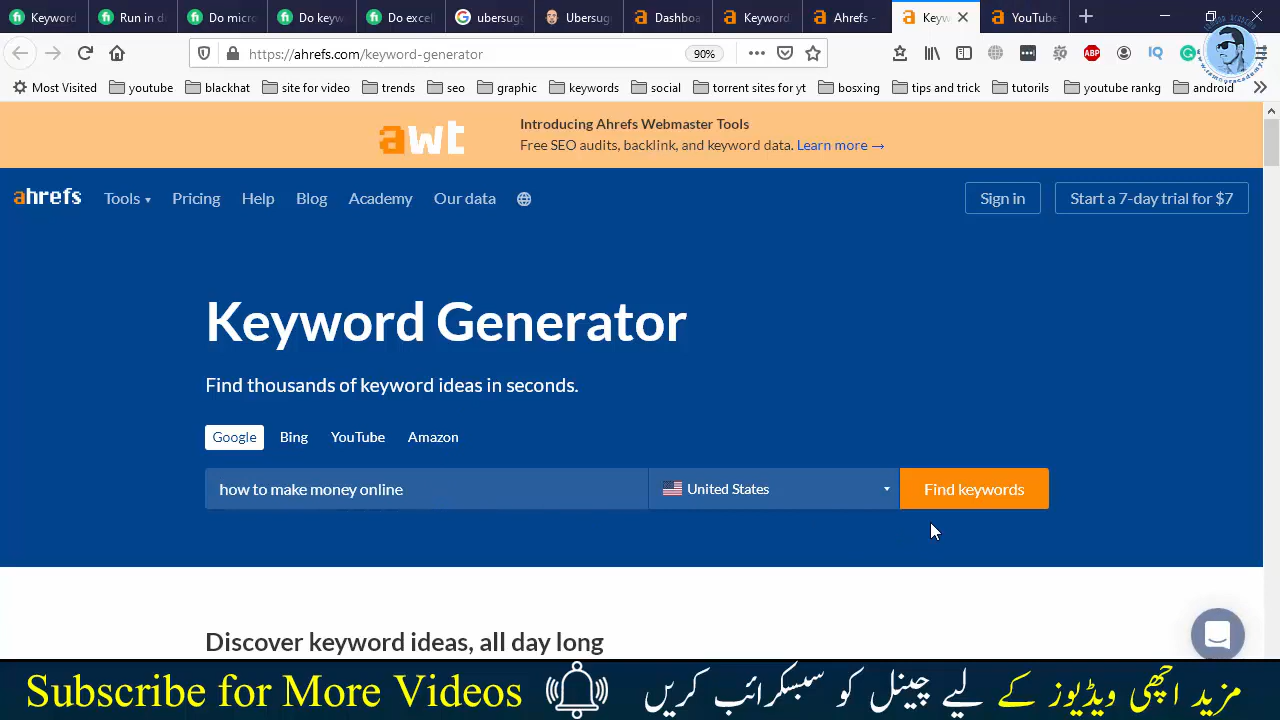 Keyword
Run in d
Do micr
Do keyw
Do excel
ubersugg
Ubersug
Dashboa
Keyword
Ahrefs -
Keyw
YouTube
https://ahrefs.com/keyword-generator
90%
ABP
IQ
Most Visited
youtube
blackhat
site for video
trends
seo
graphic
keywords
social
torrent sites for yt
bosxing
tips and trick
tutorils
youtube rankg
android
awt
Introducing Ahrefs Webmaster Tools
Free SEO audits, backlink, and keyword data. Learn more →
ahrefs
Tools
Pricing
Help
Blog
Academy
Our data
Sign in
Start a 7-day trial for $7
Keyword Generator
Find thousands of keyword ideas in seconds.
Google
Bing
YouTube
Amazon
how to make money online
United States
Find keywords
Discover keyword ideas, all day long
Subscribe for More Videos
مزید اچھی ویڈیوز کے لیے چینل کو سبسکرائب کریں